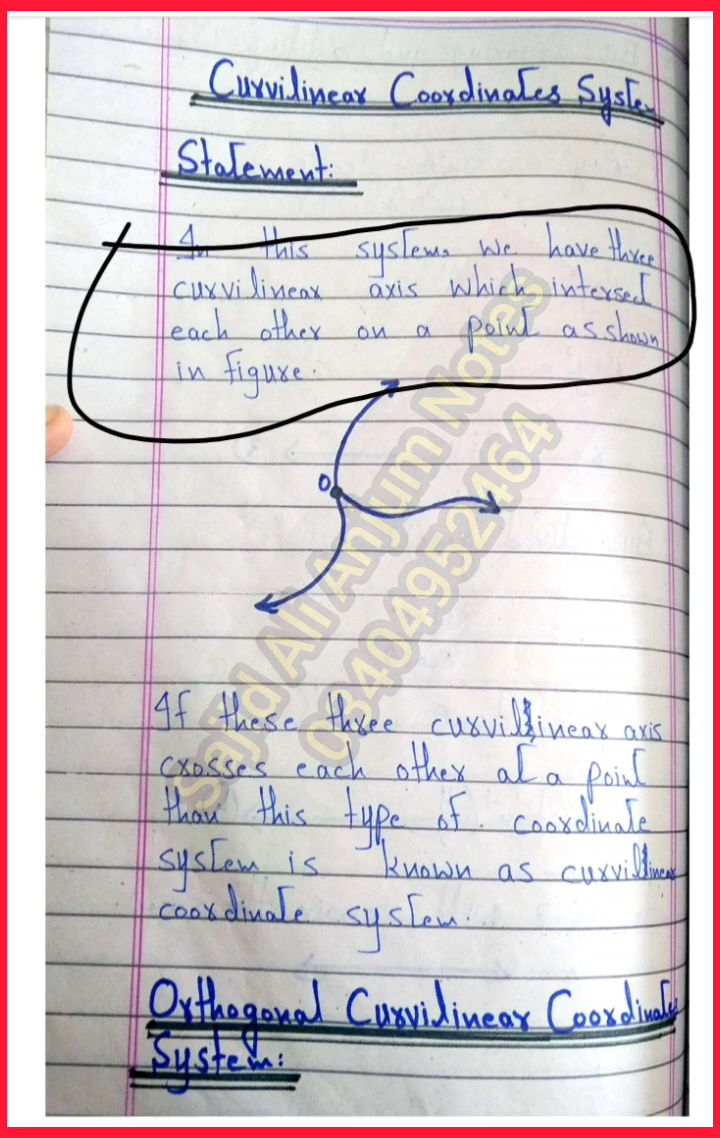 Curvilinear Coordinates System
Statement:
In this system, we have three
curvilinear axis which intersect
each other on a point as shown
in figure.
O
If these three curvillinear axis
crosses each other at a point
than this type of coordinate
system is known as curvillinear
coordinate system.
Orthogonal Curvilinear Coordinates
System:
Sajid Ali Anjum Notes
03404952464